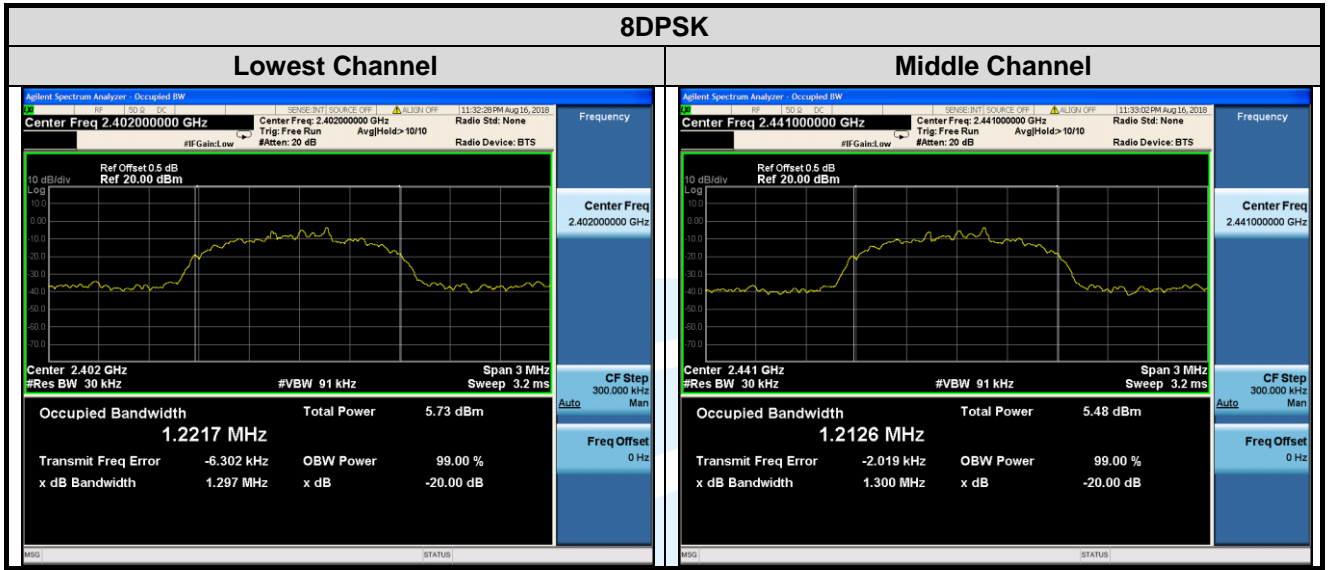 8DPSK
Lowest Channel
Middle Channel
Agilent Spectrum Analyzer - Occupied BW
LXI RF 50 Ω DC SENSE:INT SOURCE OFF ALIGN OFF 11:32:28 PM Aug 16, 2018
Center Freq 2.402000000 GHz
Center Freq: 2.402000000 GHz
Radio Std: None
Trig: Free Run Avg|Hold:> 10/10
#IFGain:Low
#Atten: 20 dB
Radio Device: BTS
Ref Offset 0.5 dB
10 dB/div Ref 20.00 dBm
Log
10.0
0.00
-10.0
-20.0
-30.0
-40.0
-50.0
-60.0
-70.0
Center 2.402 GHz Span 3 MHz
#Res BW 30 kHz #VBW 91 kHz Sweep 3.2 ms
Occupied Bandwidth Total Power 5.73 dBm
1.2217 MHz
Transmit Freq Error -6.302 kHz OBW Power 99.00 %
x dB Bandwidth 1.297 MHz x dB -20.00 dB
MSG STATUS
Frequency
Center Freq
2.402000000 GHz
CF Step
300.000 kHz
Auto Man
Freq Offset
0 Hz
Agilent Spectrum Analyzer - Occupied BW
LXI RF 50 Ω DC SENSE:INT SOURCE OFF ALIGN OFF 11:33:02 PM Aug 16, 2018
Center Freq 2.441000000 GHz
Center Freq: 2.441000000 GHz
Radio Std: None
Trig: Free Run Avg|Hold:> 10/10
#IFGain:Low
#Atten: 20 dB
Radio Device: BTS
Ref Offset 0.5 dB
10 dB/div Ref 20.00 dBm
Log
10.0
0.00
-10.0
-20.0
-30.0
-40.0
-50.0
-60.0
-70.0
Center 2.441 GHz Span 3 MHz
#Res BW 30 kHz #VBW 91 kHz Sweep 3.2 ms
Occupied Bandwidth Total Power 5.48 dBm
1.2126 MHz
Transmit Freq Error -2.019 kHz OBW Power 99.00 %
x dB Bandwidth 1.300 MHz x dB -20.00 dB
MSG STATUS
Frequency
Center Freq
2.441000000 GHz
CF Step
300.000 kHz
Auto Man
Freq Offset
0 Hz